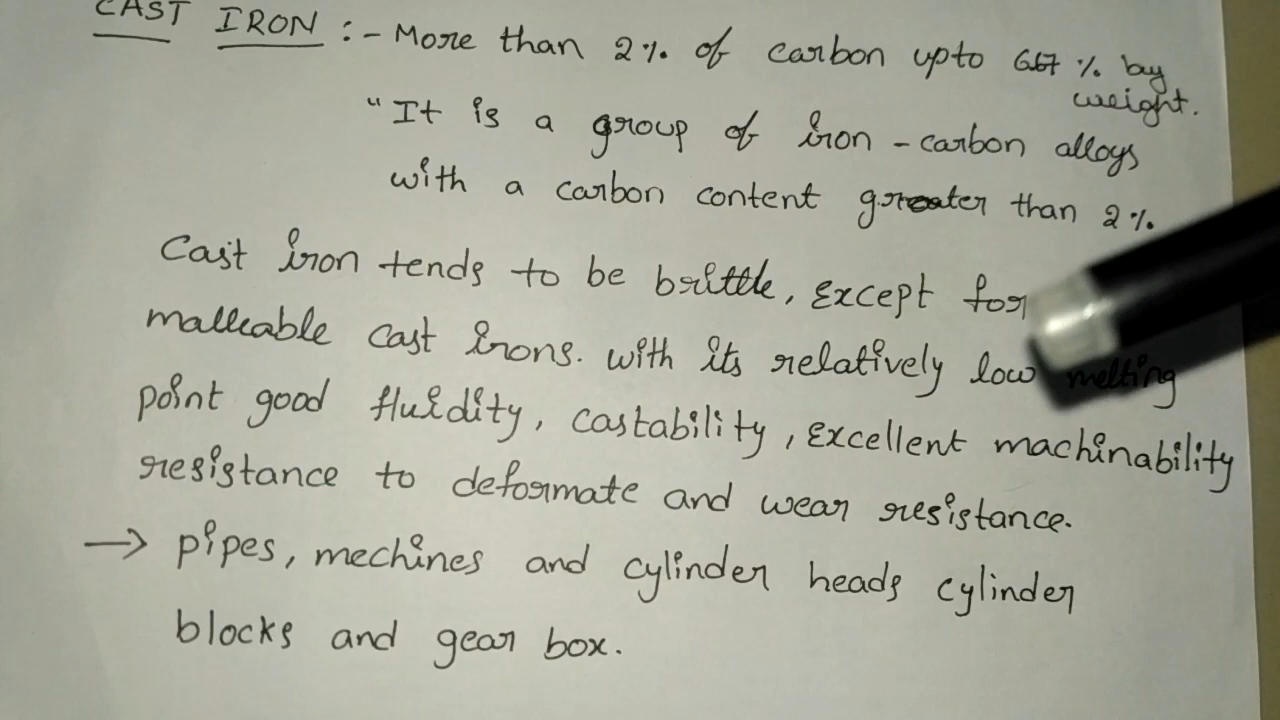 CAST IRON :- More than 2% of carbon upto 6.67 % by
weight.
"It is a group of iron - carbon alloys
with a carbon content greater than 2%.
Cast iron tends to be brittle, Except for
malleable cast irons. with its relatively low melting
point good fluidity, castability, Excellent machinability
resistance to deformate and wear resistance.
→ pipes, mechines and cylinder heads cylinder
blocks and gear box.